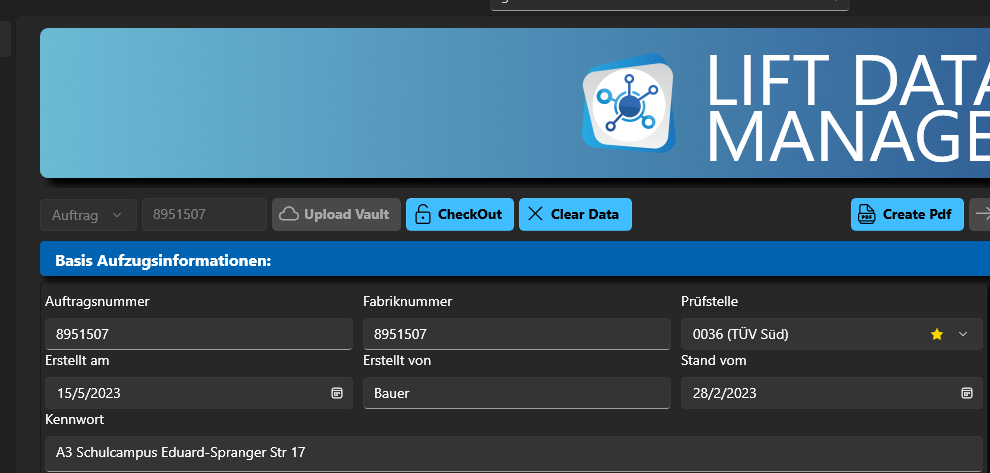 LIFT DATA
MANAGE
Auftrag 8951507 Upload Vault CheckOut Clear Data Create Pdf
Basis Aufzugsinformationen:
Auftragsnummer Fabriknummer Prüfstelle
8951507 8951507 0036 (TÜV Süd)
Erstellt am Erstellt von Stand vom
15/5/2023 Bauer 28/2/2023
Kennwort
A3 Schulcampus Eduard-Spranger Str 17